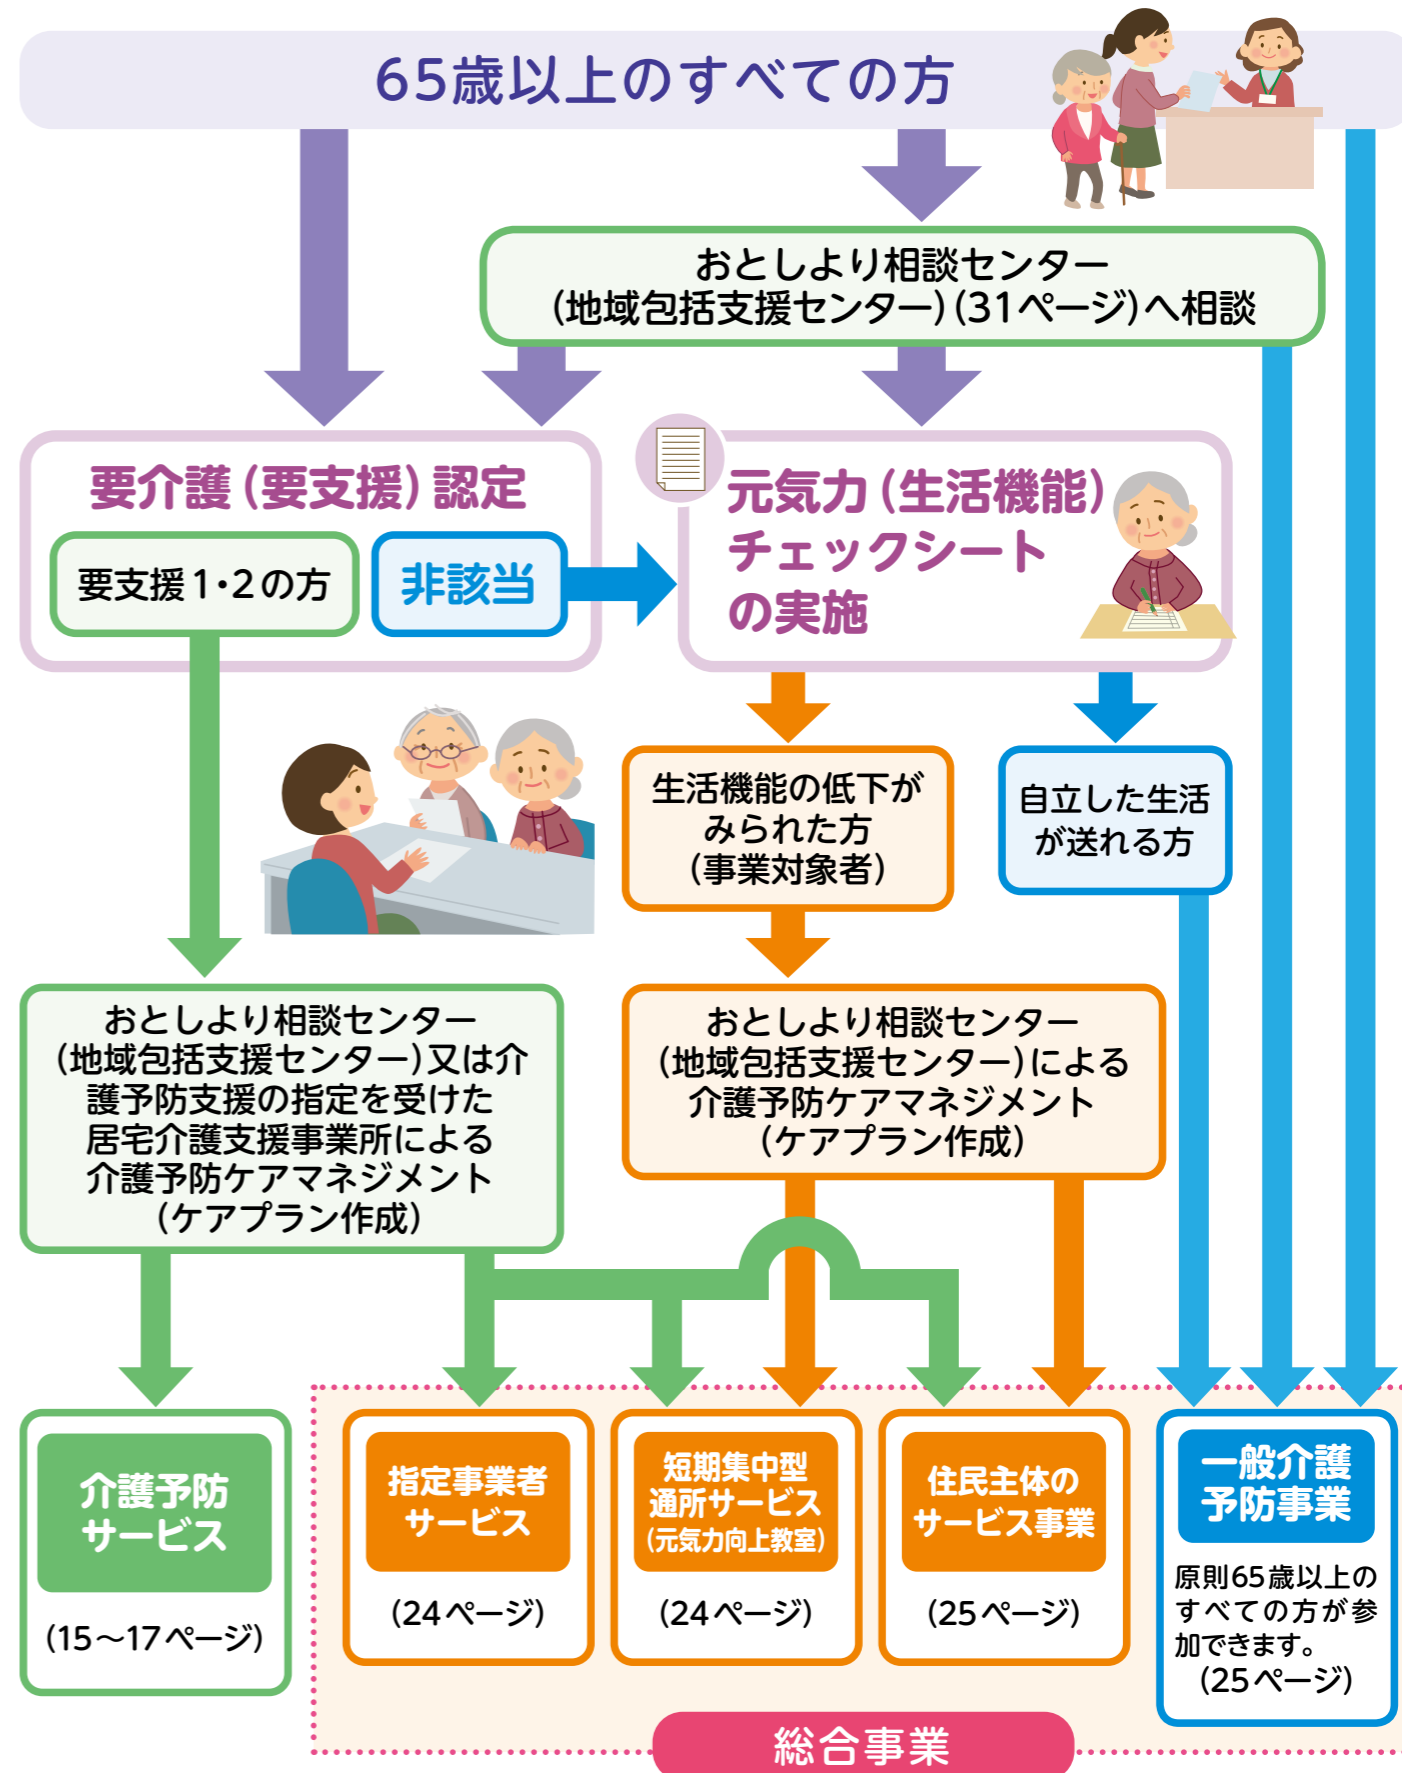 65歳以上のすべての方
おとしより相談センター
(地域包括支援センター)(31ページ)へ相談
要介護(要支援)認定
要支援1・2の方
非該当
元気力(生活機能)
チェックシート
の実施
生活機能の低下が
みられた方
(事業対象者)
自立した生活
が送れる方
おとしより相談センター
(地域包括支援センター)又は介
護予防支援の指定を受けた
居宅介護支援事業所による
介護予防ケアマネジメント
(ケアプラン作成)
おとしより相談センター
(地域包括支援センター)による
介護予防ケアマネジメント
(ケアプラン作成)
介護予防
サービス
(15～17ページ)
指定事業者
サービス
(24ページ)
短期集中型
通所サービス
(元気力向上教室)
(24ページ)
住民主体の
サービス事業
(25ページ)
一般介護
予防事業
原則65歳以上の
すべての方が参
加できます。
(25ページ)
総合事業